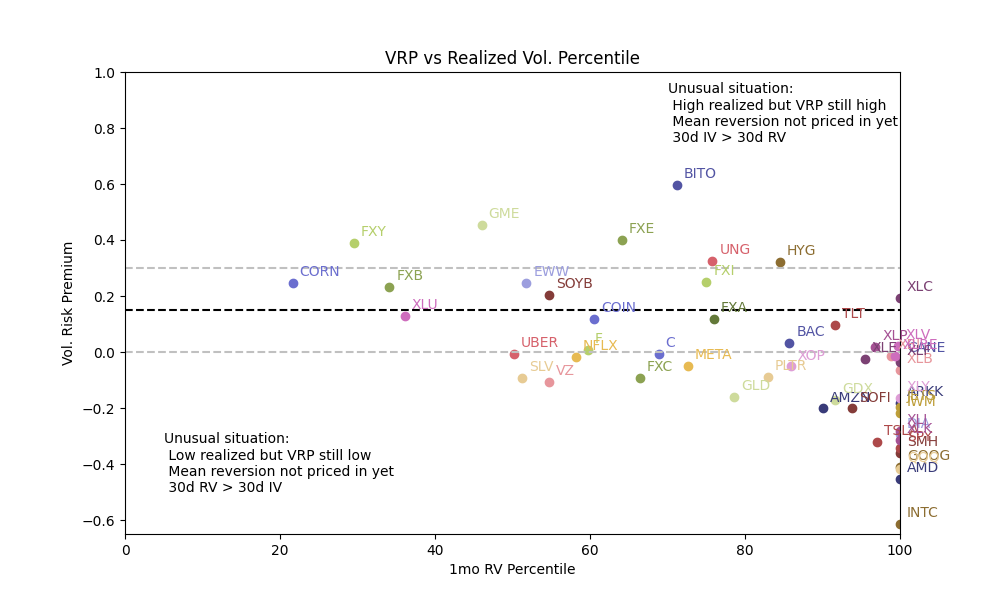 VRP vs Realized Vol. Percentile
1.0
Unusual situation:
High realized but VRP still high
Mean reversion not priced in yet
30d IV > 30d RV
0.8
BITO
0.6
GME
FXY
FXE
0.4
UNG
HYG
CORN
FXB
EWW
SOYB
FXI
XLC
0.2
XLU
COIN
FXA
TLT
Vol. Risk Premium
UBER
F
NFLX
C
META
BAC
XOP
XLP
XLV
XLE
XLF
XLB
0.0
SLV
VZ
FXC
GLD
PLTR
GDX
AMZN
SOFI
XLY
ARKK
IWM
−0.2
Unusual situation:
Low realized but VRP still low
Mean reversion not priced in yet
30d RV > 30d IV
TSLA
XLI
XLK
SPY
SMH
GOOG
AMD
−0.4
INTC
−0.6
0
20
40
60
80
100
1mo RV Percentile